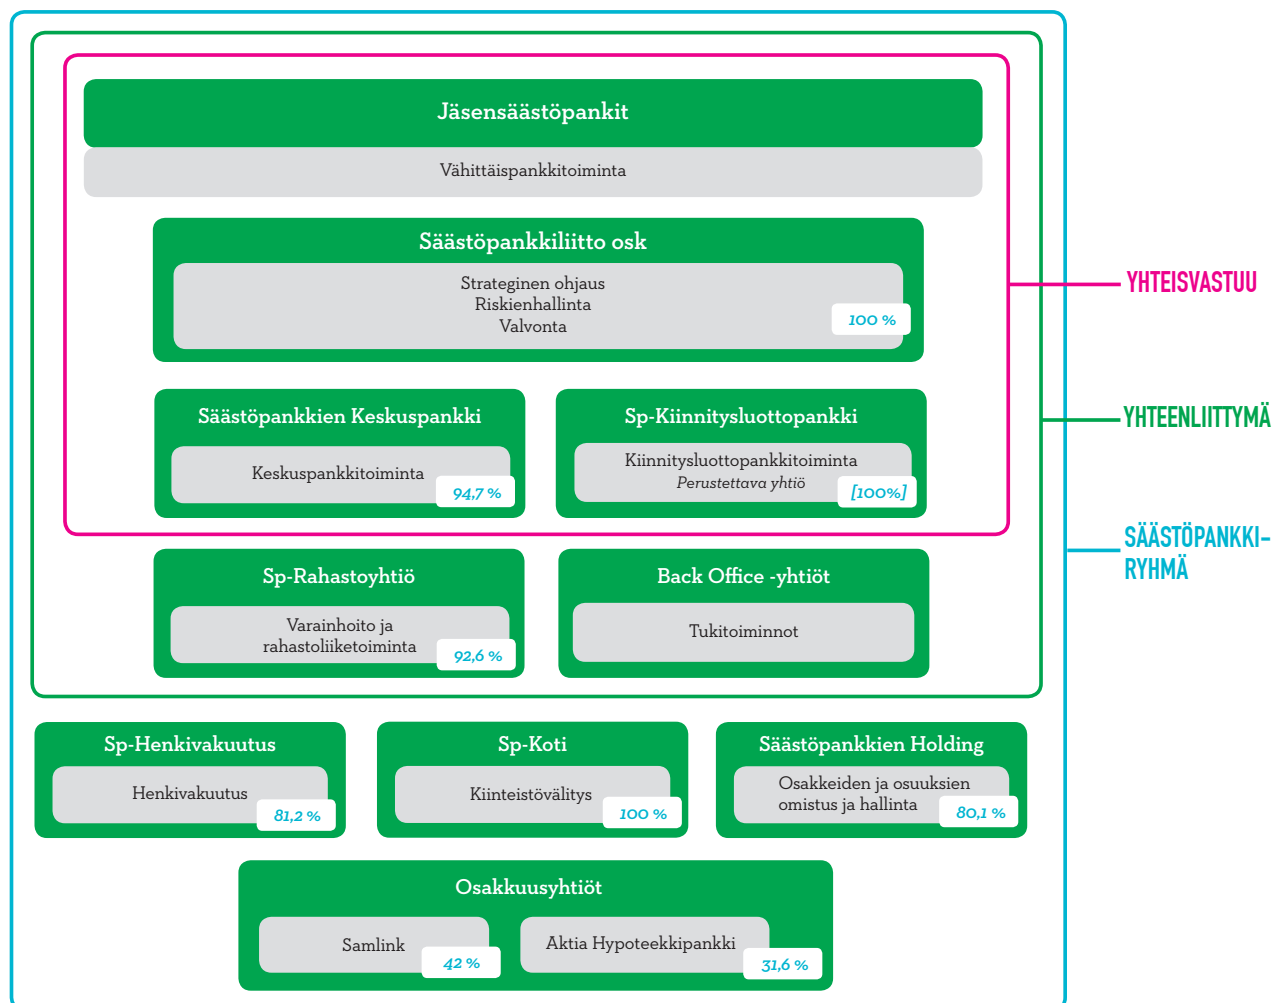 Jäsensäästöpankit
Vähittäispankkitoiminta
Säästöpankkiliitto osk
Strateginen ohjaus
Riskienhallinta
Valvonta
100 %
YHTEISVASTUU
Säästöpankkien Keskuspankki
Keskuspankkitoiminta
94,7 %
Sp-Kiinnitysluottopankki
Kiinnitysluottopankkitoiminta
Perustettava yhtiö
[100%]
YHTEENLIITTYMÄ
SÄÄSTÖPANKKI-
RYHMÄ
Sp-Rahastoyhtiö
Varainhoito ja
rahastoliiketoiminta
92,6 %
Back Office -yhtiöt
Tukitoiminnot
Sp-Henkivakuutus
Henkivakuutus
81,2 %
Sp-Koti
Kiinteistövälitys
100 %
Säästöpankkien Holding
Osakkeiden ja osuuksien
omistus ja hallinta
80,1 %
Osakkuusyhtiöt
Samlink
42 %
Aktia Hypoteekkipankki
31,6 %